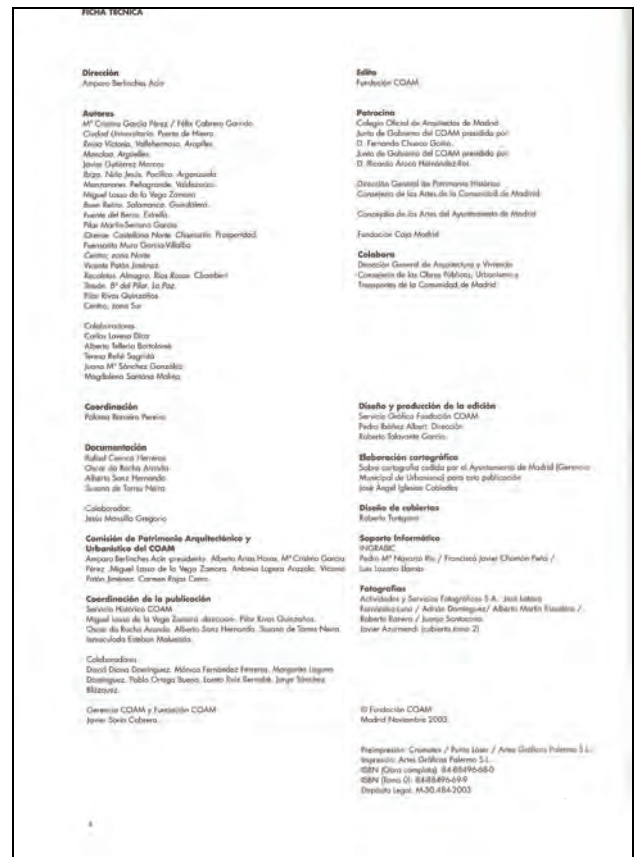 FICHA TÉCNICA
Dirección
Amparo Berlinches Acín
Autores
Mª Cristina García Pérez / Félix Cabrero Garrido
Ciudad Universitaria. Puerta de Hierro.
Reina Victoria. Vallehermoso. Arapiles.
Moncloa. Argüelles.
Javier Gutiérrez Marcos
Ibiza. Niño Jesús. Pacífico. Arganzuela.
Manzanares. Peñagrande. Valdezarza.
Miguel Lasso de la Vega Zamora
Buen Retiro. Salamanca. Guindalera.
Fuente del Berro. Estrella.
Pilar Martín-Serrano García
Orense. Castellana Norte. Chamartín. Prosperidad.
Fuensanta Muro García-Villalba
Centro; zona Norte
Vicente Patón Jiménez.
Recoletos. Almagro. Ríos Rosas. Chamberí
Tetuán. Bº del Pilar. La Paz.
Pilar Rivas Quinzaños
Centro; zona Sur
Colaboradores
Carlos Lavesa Díaz
Alberto Tellería Bartolomé
Teresa Reñé Sagristá
Juana Mª Sánchez González
Magdalena Santana Molina
Coordinación
Paloma Barreiro Pereira
Documentación
Rafael Cuenca Herreros
Oscar da Rocha Aranda
Alberto Sanz Hernando
Susana de Torres Neira
Colaborador:
Jesús Mansilla Gregorio
Comisión de Patrimonio Arquitectónico y
Urbanístico del COAM
Amparo Berlinches Acín -presidenta-. Alberto Arias Horas. Mª Cristina García
Pérez. Miguel Lasso de la Vega Zamora. Antonio Lopera Arazola. Vicente
Patón Jiménez. Carmen Rojas Cerro.
Coordinación de la publicación
Servicio Histórico COAM
Miguel Lasso de la Vega Zamora -dirección-. Pilar Rivas Quinzaños.
Oscar da Rocha Aranda. Alberto Sanz Hernando. Susana de Torres Neira.
Inmaculada Esteban Maluenda.
Colaboradores
David Diana Domínguez. Mónica Fernández Ferreras. Margarita Laguna
Domínguez. Pablo Ortega Bueno. Loreto Ruiz Bernabé. Jorge Sánchez
Blázquez.
Gerencia COAM y Fundación COAM
Javier Sorín Cabrera.
4
Edita
Fundación COAM
Patrocina
Colegio Oficial de Arquitectos de Madrid
Junta de Gobierno del COAM presidida por:
D. Fernando Chueca Goitia.
Junta de Gobierno del COAM presidida por:
D. Ricardo Aroca Hernández-Ros.
Dirección General de Patrimonio Histórico
Consejería de las Artes de la Comunidad de Madrid
Concejalía de las Artes del Ayuntamiento de Madrid
Fundación Caja Madrid
Colabora
Dirección General de Arquitectura y Vivienda
Consejería de las Obras Públicas, Urbanismo y
Transportes de la Comunidad de Madrid
Diseño y producción de la edición
Servicio Gráfico Fundación COAM
Pedro Ibáñez Albert. Dirección.
Roberto Talavante García.
Elaboración cartográfica
Sobre cartografía cedida por el Ayuntamiento de Madrid (Gerencia
Municipal de Urbanismo) para esta publicación
José Ángel Iglesias Cobladas
Diseño de cubiertas
Roberto Turégano
Soporte Informático
INGRABIC
Pedro Mª Navarro Río / Francisco Javier Chamón Peña /
Luis Lozano Llamas
Fotografías
Actividades y Servicios Fotográficos S.A. José Latova
Fernández-Luna / Adrián Domínguez/ Alberto Martín Escudero /
Roberto Ranero / Juanjo Santacana.
Javier Azurmendi (cubierta tomo 2)
© Fundación COAM
Madrid Noviembre 2003
Preimpresión: Cromotex / Punto Láser / Artes Gráficas Palermo S.L.
Impresión: Artes Gráficas Palermo S.L.
ISBN (Obra completa): 84-88496-68-0
ISBN (Tomo 0): 84-88496-69-9
Depósito Legal: M-50.484-2003